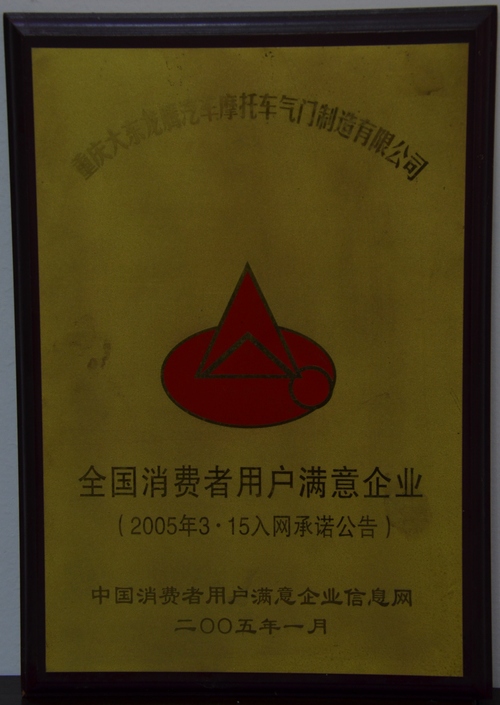 重庆大东龙腾汽车摩托车气门制造有限公司
全国消费者用户满意企业
(2005年3·15入网承诺公告)
中国消费者用户满意企业信息网
二〇〇五年一月